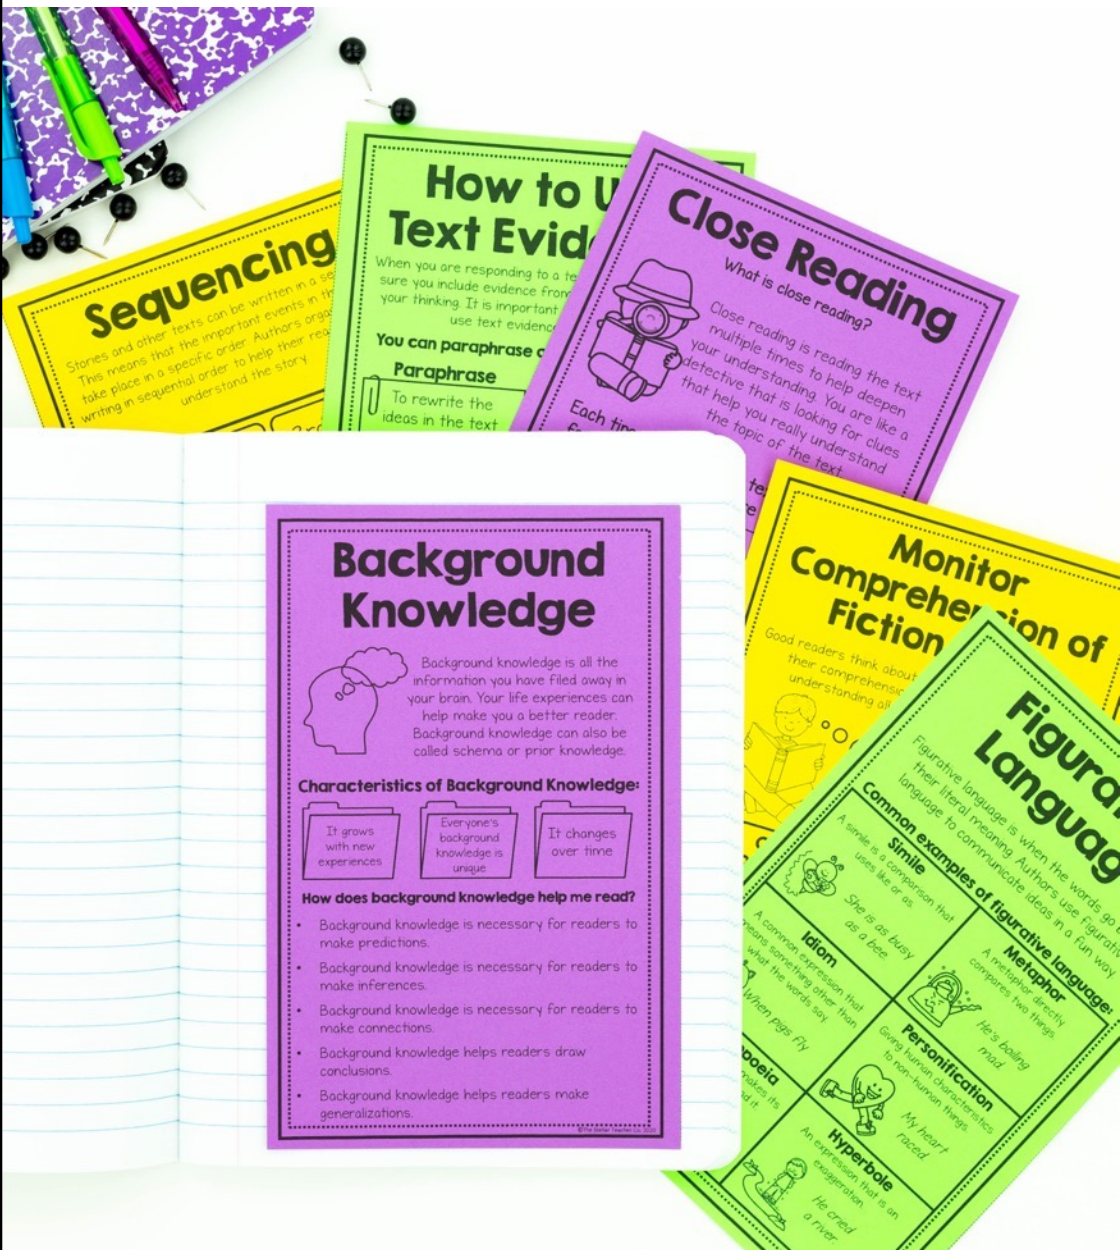 Sequencing
Stories and other texts can be written in a
This means that the important events in
take place in a specific order. Authors
writing in sequential order to help their
understand the story.
How to
Text
When you are responding to a
sure you include evidence from
your thinking. It is important
use text evidence
You can paraphrase
Paraphrase
To rewrite the
ideas in the text
Close Reading
What is close reading?
Close reading is reading the text
multiple times to help deepen
your understanding. You are like a
detective that is looking for clues
that help you really understand
the topic of the text.
Each
Background
Knowledge
Background knowledge is all the
information you have filed away in
your brain. Your life experiences can
help make you a better reader.
Background knowledge can also be
called schema or prior knowledge.
Characteristics of Background Knowledge:
It grows
with new
experiences
Everyone's
background
knowledge is
unique
It changes
over time
How does background knowledge help me read?
• Background knowledge is necessary for readers to
make predictions.
• Background knowledge is necessary for readers to
make inferences.
• Background knowledge is necessary for readers to
make connections.
• Background knowledge helps readers draw
conclusions.
• Background knowledge helps readers make
generalizations.
©The Stellar Teacher Co. 2020
Monitor
Comprehension of
Fiction
Good readers think about
their
understanding
Figura
Languag
Figurative language is when the words go
their literal meaning. Authors use
language to communicate ideas in a fun way.
Common examples of figurative language:
Simile
A simile is a comparison that
uses like or as.
She is as busy
as a bee.
Metaphor
A metaphor directly
compares two things.
He's boiling
mad
Idiom
A common expression that
means something other than
what the words say.
When pigs fly
Personification
Giving human characteristics
to non-human things.
My heart
raced
poeia
makes its
Hyperbole
An expression that is an
exaggeration.
He cried
a river.